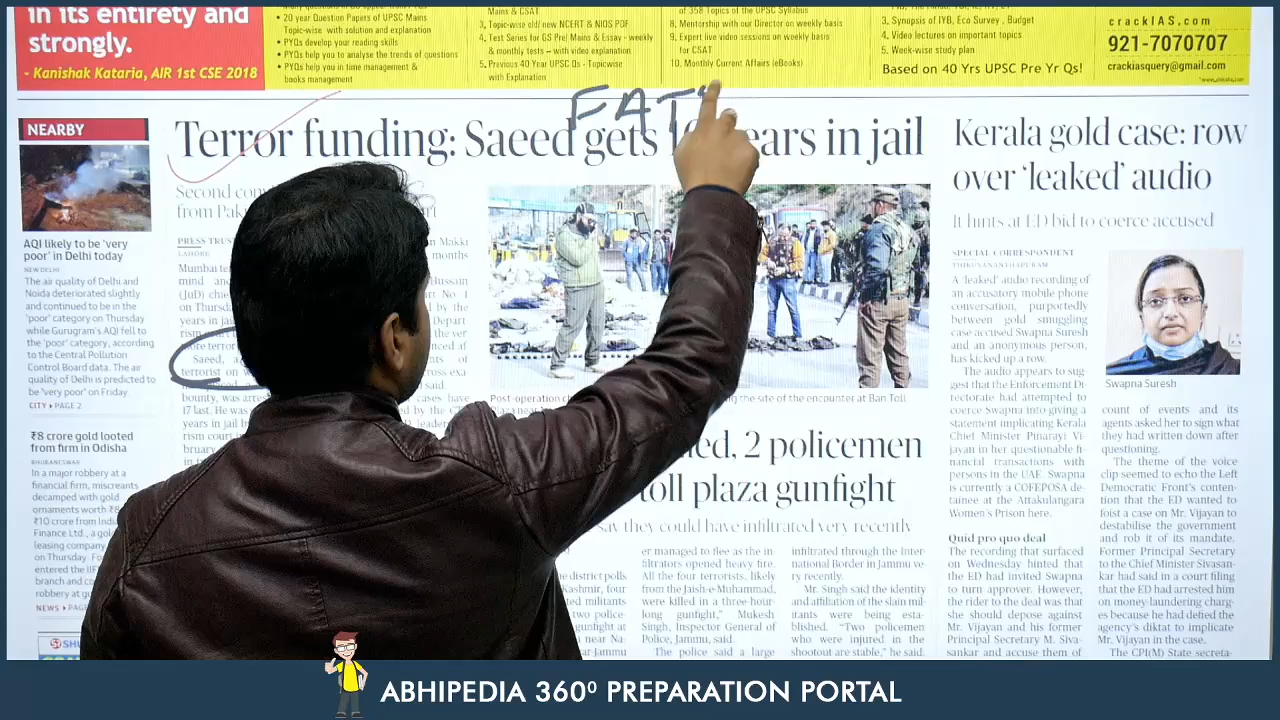 in its entirety and
strongly.
- Kanishak Kataria, AIR 1st CSE 2018
• 20 year Question Papers of UPSC Mains
Topic-wise with solution and explanation
• PYQs develop your reading skills
• PYQs help you to analyse the trends of questions
• PYQs help you in time management &
books management
Mains & CSAT
3, Topic-wise old/ new NCERT & NIOS PDF
4, Test Series for GS Pre/ Mains & Essay - weekly
& monthly tests – with video explanation
5, Previous 40 Year UPSC Qs - Topicwise
with Explanation
of 358 Topics of the UPSC Syllabus
8, Mentorship with our Director on weekly basis
9, Expert live video sessions on weekly basis
for CSAT
10, Monthly Current Affairs (eBooks)
3. Synopsis of IYB, Eco Survey , Budget
4. Video lectures on important topics
5. Week-wise study plan
Based on 40 Yrs UPSC Pre Yr Qs!
crackIAS.com
921-7070707
crackiasquery@gmail.com
FAT
NEARBY
AQI likely to be 'very
poor' in Delhi today
NEW DELHI
The air quality of Delhi and
Noida deteriorated slightly
and continued to be in the
'poor' category on Thursday
while Gurugram's AQI fell to
the 'poor' category, according
to the Central Pollution
Control Board data. The air
quality of Delhi is predicted to
be 'very poor' on Friday.
CITY ▸ PAGE 2
₹8 crore gold looted
from firm in Odisha
BHUBANESWAR
In a major robbery at a
financial firm, miscreants
decamped with gold
ornaments worth ₹8
₹10 crore from
Finance Ltd., a gold
leasing company
on Thursday.
entered the
branch and
robbery at
NEWS ▸ PAGE
Terror funding: Saeed gets ears in jail
Second
from
PRESS
LAHORE
Mumbai
mind and
(JuD)
on Thursday
years in
Saeed,
terrorist on
bounty, was
17 last. He was
years in jail
rism court
Makki
months
No 1
by the
Depart
of
said.
cases have
by the
Post-operation
the site of the encounter at Ban Toll
2 policemen
toll plaza gunfight
say they could have infiltrated very recently
district polls
Kashmir, four
militants
two police-
gunfight at
near Na-
er managed to flee as the in
filtrators opened heavy fire.
All the four terrorists, likely
from the Jaish-e-Muhammad,
were killed in a three-hour-
long gunfight," Mukesh
Singh, Inspector General of
Police, Jammu, said.
The police said a large
infiltrated through the Inter-
national Border in Jammu ve
ry recently.
Mr. Singh said the identity
and affiliation of the slain mil
itants were being esta-
blished. "Two policemen
who were injured in the
shootout are stable," he said.
Kerala gold case: row
over 'leaked' audio
It hints at ED bid to coerce accused
SPECIAL CORRESPONDENT
THIRUVANANTHAPURAM
A 'leaked' audio recording of
an accusatory mobile phone
conversation, purportedly
between gold smuggling
case accused Swapna Suresh
and an anonymous person,
has kicked up a row.
The audio appears to sug
gest that the Enforcement Di-
rectorate had attempted to
coerce Swapna into giving a
statement implicating Kerala
Chief Minister Pinarayi Vi-
jayan in her questionable fi-
nancial transactions with
persons in the UAE. Swapna
is currently a COFEPOSA de-
tainee at the Attakulangara
Women's Prison here.
Quid pro quo deal
The recording that surfaced
on Wednesday hinted that
the ED had invited Swapna
to turn approver. However,
the rider to the deal was that
she should depose against
Mr. Vijayan and his former
Principal Secretary M. Siva-
sankar and accuse them of
Swapna Suresh
count of events and its
agents asked her to sign what
they had written down after
questioning.
The theme of the voice
clip seemed to echo the Left
Democratic Front's conten-
tion that the ED wanted to
foist a case on Mr. Vijayan to
destabilise the government
and rob it of its mandate.
Former Principal Secretary
to the Chief Minister Sivasan-
kar had said in a court filing
that the ED had arrested him
on money-laundering charg-
es because he had defied the
agency's diktat to implicate
Mr. Vijayan in the case.
The CPI(M) State secreta-
ABHIPEDIA 360⁰ PREPARATION PORTAL